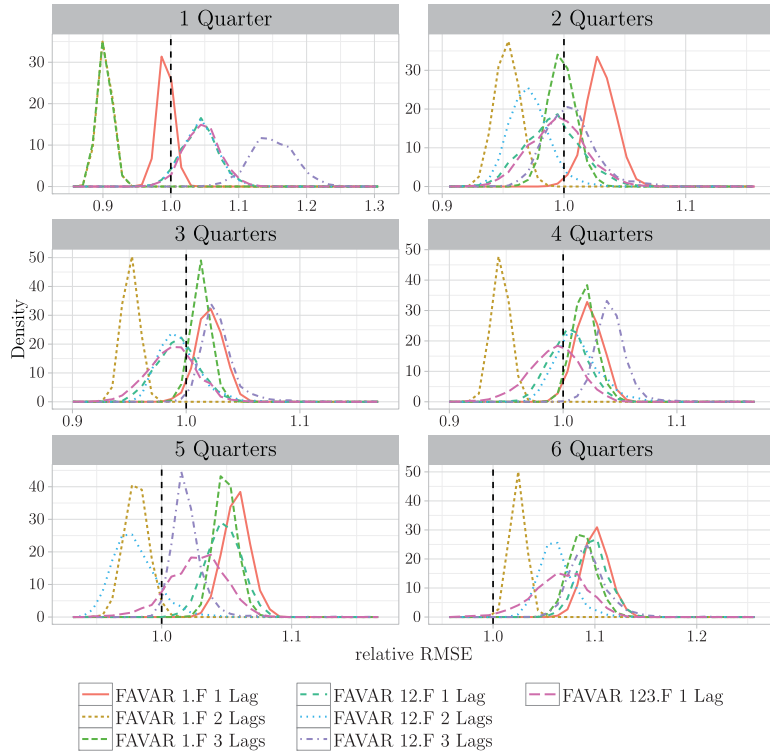 1 Quarter
2 Quarters
30
20
10
0
0.9 1.0 1.1 1.2 1.3
30
20
10
0
0.9 1.0 1.1
3 Quarters
4 Quarters
Density
50
40
30
20
10
0
0.9 1.0 1.1
50
40
30
20
10
0
0.9 1.0 1.1
5 Quarters
6 Quarters
40
30
20
10
0
1.0 1.1
50
40
30
20
10
0
1.0 1.1 1.2
relative RMSE
FAVAR 1.F 1 Lag FAVAR 12.F 1 Lag FAVAR 123.F 1 Lag
FAVAR 1.F 2 Lags FAVAR 12.F 2 Lags
FAVAR 1.F 3 Lags FAVAR 12.F 3 Lags